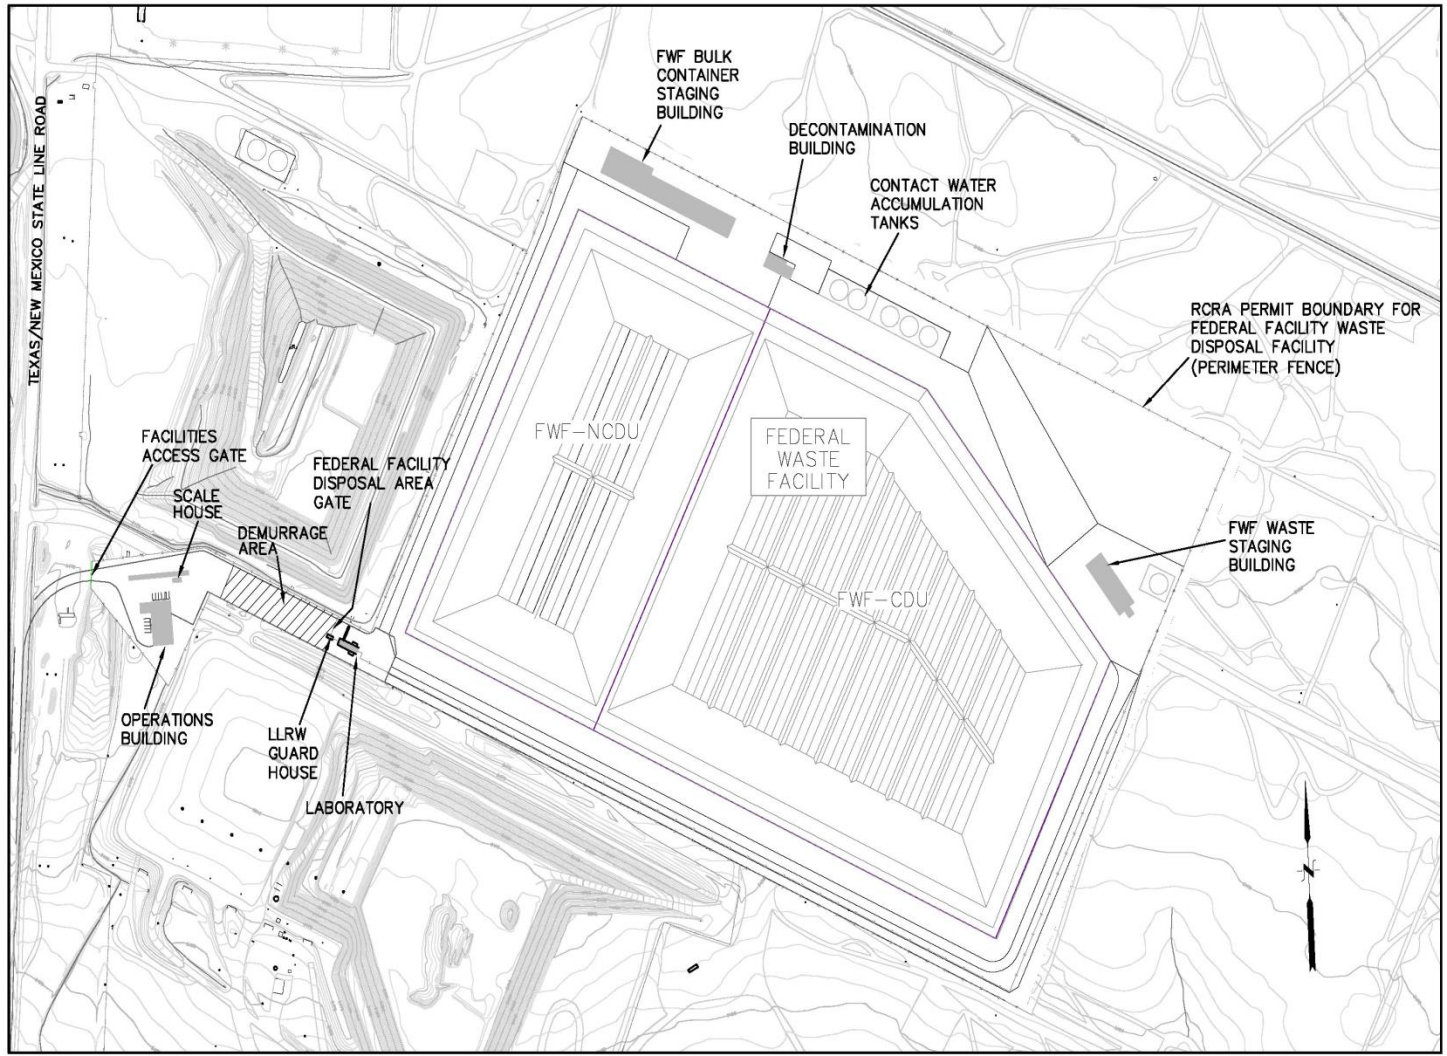 FWF BULK
CONTAINER
STAGING
BUILDING
DECONTAMINATION
BUILDING
CONTACT WATER
ACCUMULATION
TANKS
TEXAS/NEW MEXICO STATE LINE ROAD
RCRA PERMIT BOUNDARY FOR
FEDERAL FACILITY WASTE
DISPOSAL FACILITY
(PERIMETER FENCE)
FACILITIES
ACCESS GATE
FEDERAL FACILITY
DISPOSAL AREA
GATE
FWF-NCDU
FEDERAL
WASTE
FACILITY
SCALE
HOUSE
DEMURRAGE
AREA
FWF WASTE
STAGING
BUILDING
FWF-CDU
OPERATIONS
BUILDING
LLRW
GUARD
HOUSE
LABORATORY
N